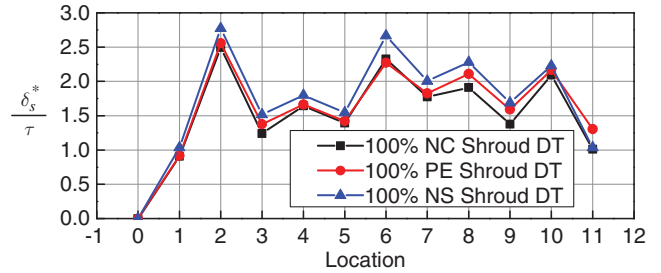 3.0
2.5
2.0
1.5
1.0
0.5
0.0
δs*
τ
100% NC Shroud DT
100% PE Shroud DT
100% NS Shroud DT
-1 0 1 2 3 4 5 6 7 8 9 10 11 12
Location